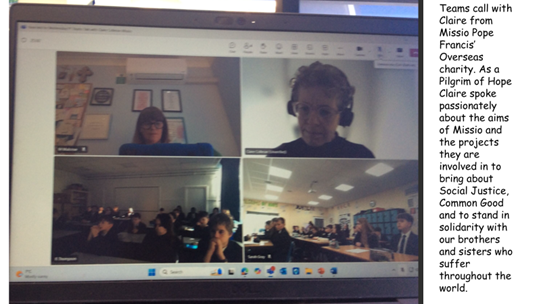 Teams call with
Claire from
Missio Pope
Francis'
Overseas
charity. As a
Pilgrim of Hope
Claire spoke
passionately
about the aims
of Missio and
the projects
they are
involved in to
bring about
Social Justice,
Common Good
and to stand in
solidarity with
our brothers
and sisters who
suffer
throughout the
world.
Search